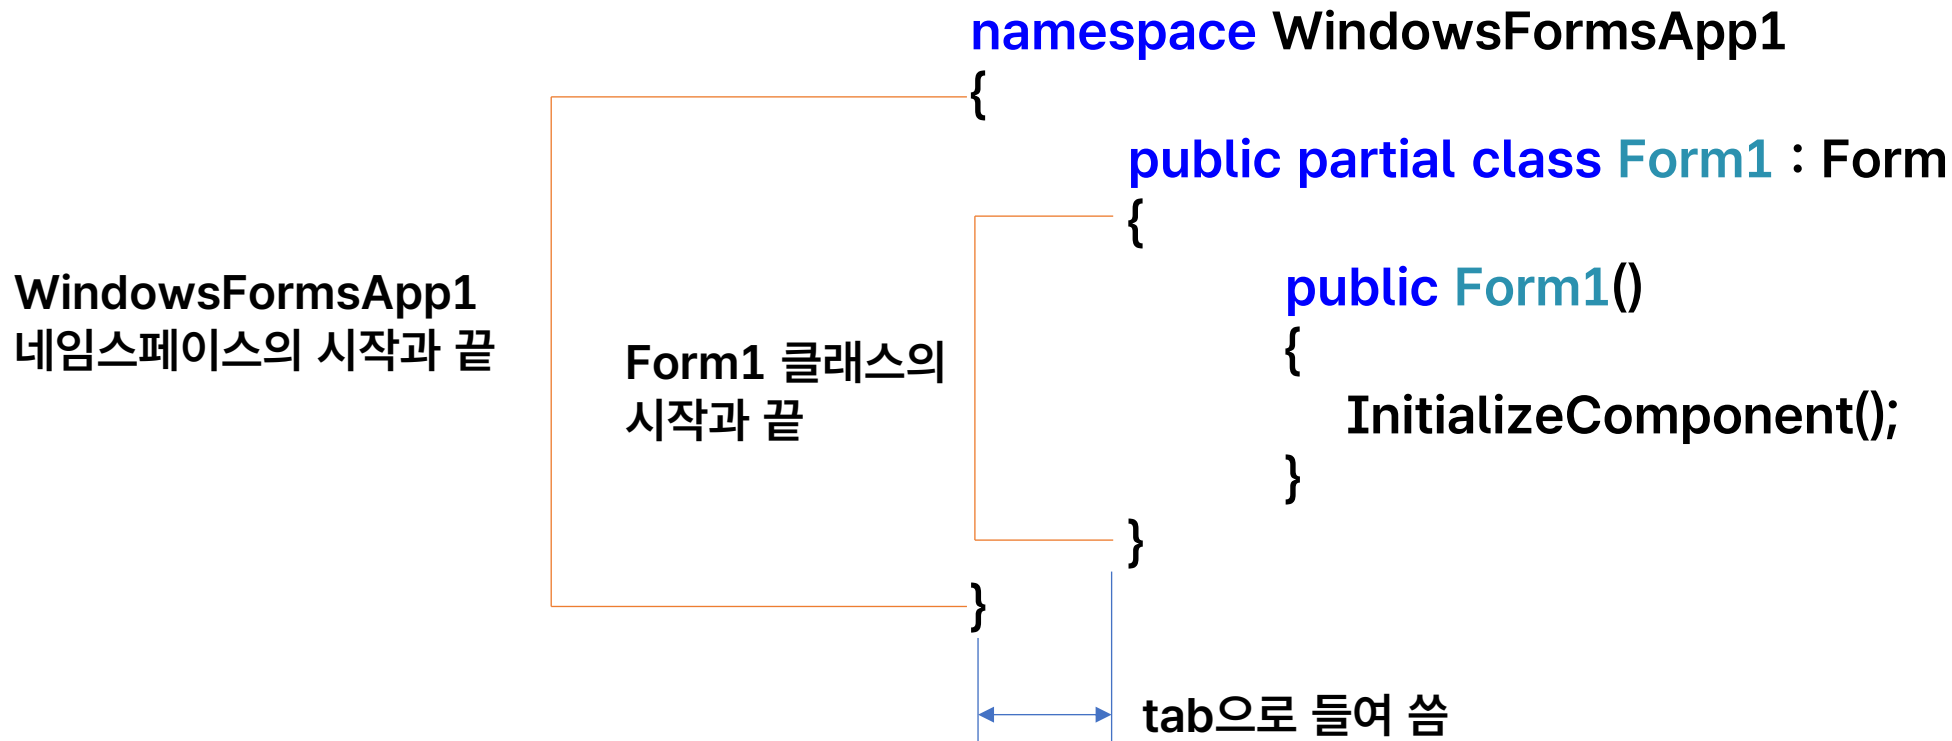 namespace WindowsFormsApp1
{
public partial class Form1 : Form
{
public Form1()
{
InitializeComponent();
}
}
}
WindowsFormsApp1
네임스페이스의 시작과 끝
Form1 클래스의
시작과 끝
tab으로 들여 씀